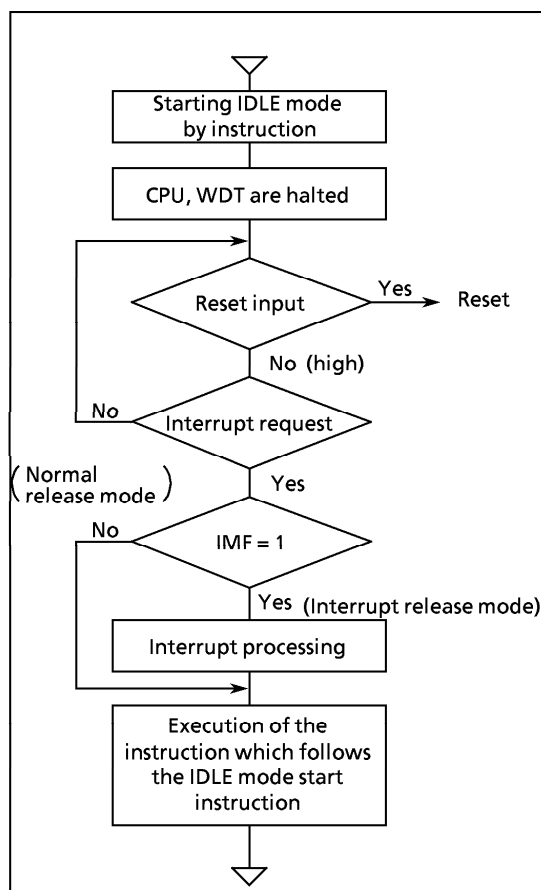 Starting IDLE mode
by instruction
CPU, WDT are halted
Reset input
Yes
Reset
No (high)
No
Interrupt request
(Normal
release mode)
Yes
No
IMF = 1
Yes (Interrupt release mode)
Interrupt processing
Execution of the
instruction which follows
the IDLE mode start
instruction